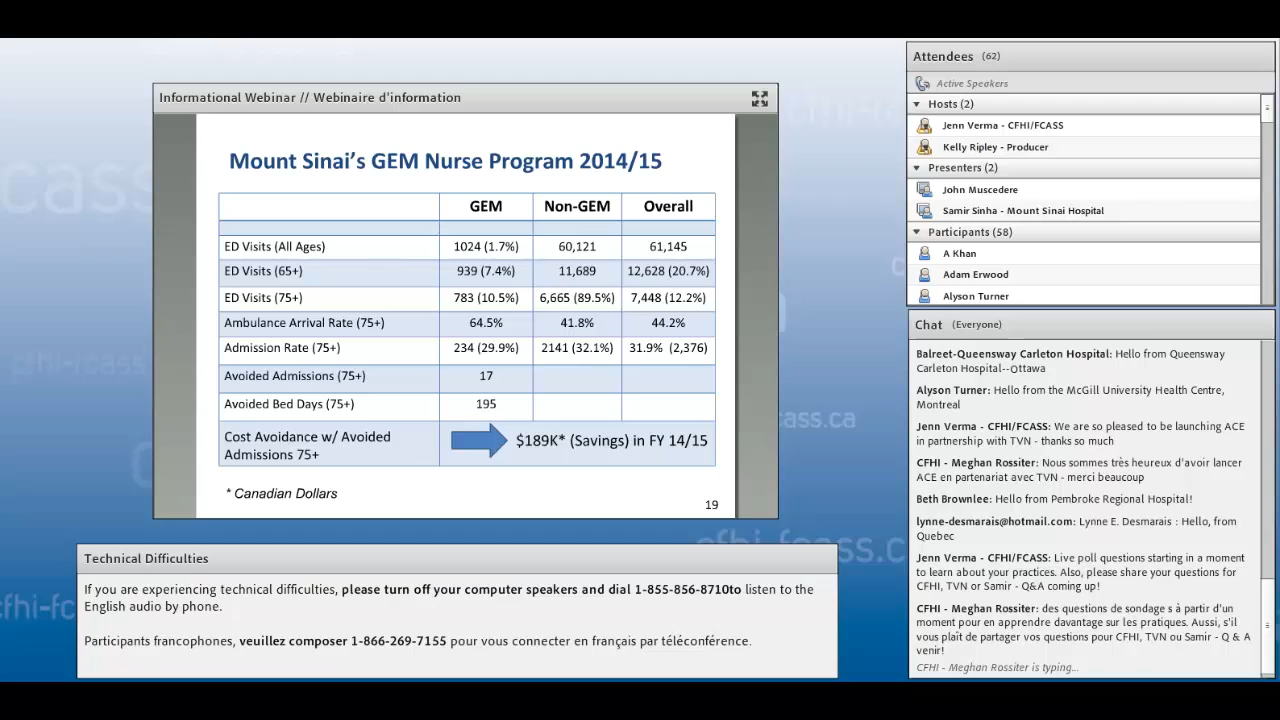 Informational Webinar // Webinaire d'information
Mount Sinai's GEM Nurse Program 2014/15
GEM Non-GEM Overall
ED Visits (All Ages) 1024 (1.7%) 60,121 61,145
ED Visits (65+) 939 (7.4%) 11,689 12,628 (20.7%)
ED Visits (75+) 783 (10.5%) 6,665 (89.5%) 7,448 (12.2%)
Ambulance Arrival Rate (75+) 64.5% 41.8% 44.2%
Admission Rate (75+) 234 (29.9%) 2141 (32.1%) 31.9% (2,376)
Avoided Admissions (75+) 17
Avoided Bed Days (75+) 195
Cost Avoidance w/ Avoided
Admissions 75+
$189K* (Savings) in FY 14/15
* Canadian Dollars
19
Technical Difficulties
If you are experiencing technical difficulties, please turn off your computer speakers and dial 1-855-856-8710to listen to the
English audio by phone.
Participants francophones, veuillez composer 1-866-269-7155 pour vous connecter en français par téléconférence.
Attendees (62)
Active Speakers
Hosts (2)
Jenn Verma - CFHI/FCASS
Kelly Ripley - Producer
Presenters (2)
John Muscedere
Samir Sinha - Mount Sinai Hospital
Participants (58)
A Khan
Adam Erwood
Alyson Turner
Chat (Everyone)
Balreet-Queensway Carleton Hospital: Hello from Queensway
Carleton Hospital--Ottawa
Alyson Turner: Hello from the McGill University Health Centre,
Montreal
Jenn Verma - CFHI/FCASS: We are so pleased to be launching ACE
in partnership with TVN - thanks so much
CFHI - Meghan Rossiter: Nous sommes très heureux d'avoir lancer
ACE en partenariat avec TVN - merci beaucoup
Beth Brownlee: Hello from Pembroke Regional Hospital!
lynne-desmarais@hotmail.com: Lynne E. Desmarais : Hello, from
Quebec
Jenn Verma - CFHI/FCASS: Live poll questions starting in a moment
to learn about your practices. Also, please share your questions for
CFHI, TVN or Samir - Q&A coming up!
CFHI - Meghan Rossiter: des questions de sondage s à partir d'un
moment pour en apprendre davantage sur les pratiques. Aussi, s'il
vous plaît de partager vos questions pour CFHI, TVN ou Samir - Q & A
venir!
CFHI - Meghan Rossiter is typing...